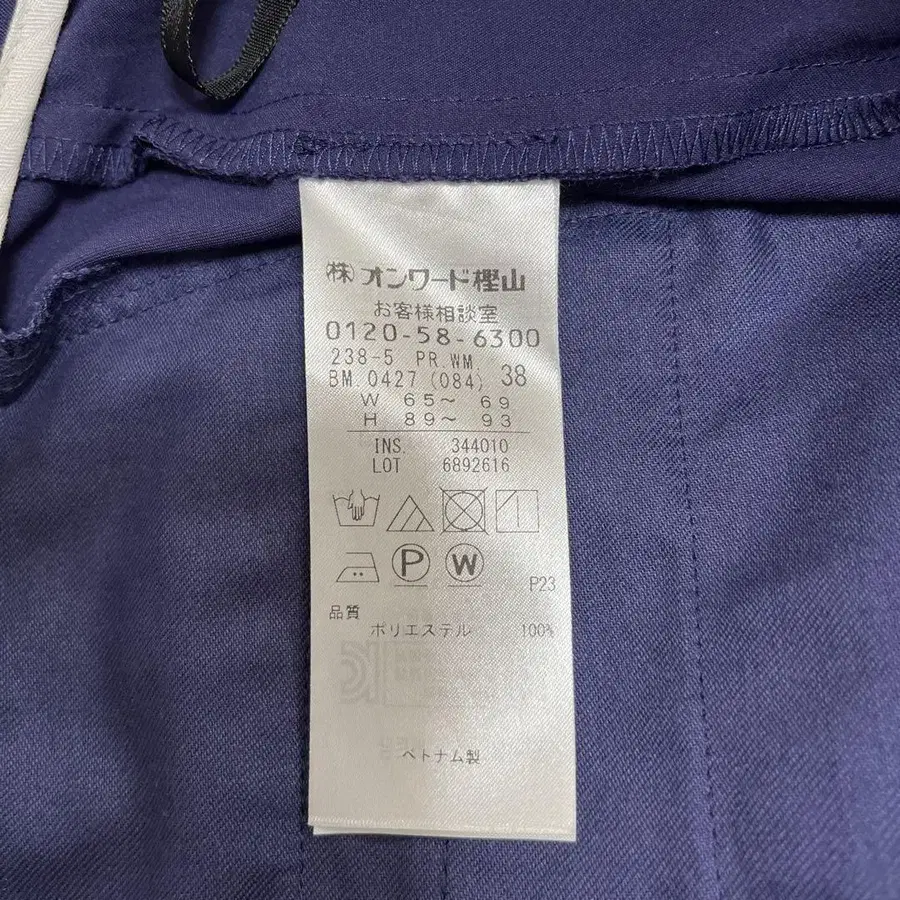 (株)オンワード樫山
お客様相談室
0120-58-6300
238-5 PR.WM.
BM.0427 (084) 38
W 65～ 69
H 89～ 93
INS. 344010
LOT 6892616
P W
P23
品質
ポリエステル 100%
ベトナム製